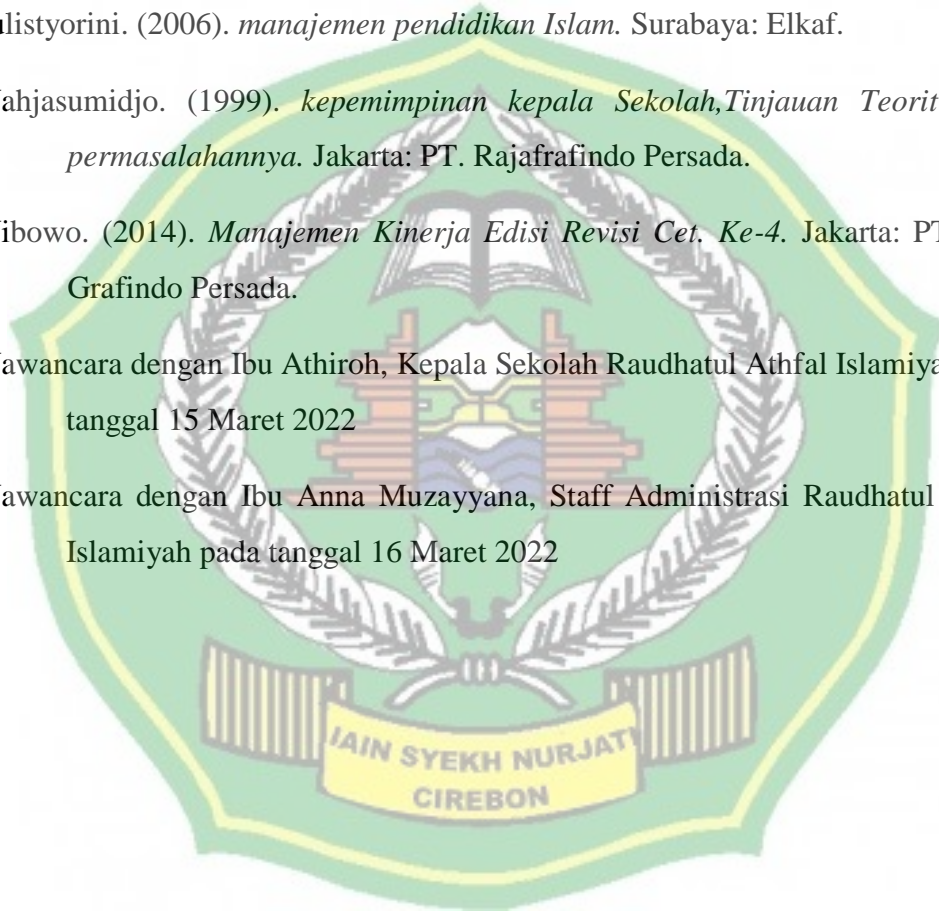 ulistyorini. (2006). manajemen pendidikan Islam. Surabaya: Elkaf.
ahjasumidjo. (1999). kepemimpinan kepala Sekolah,Tinjauan Teorit
permasalahannya. Jakarta: PT. Rajafrafindo Persada.
ibowo. (2014). Manajemen Kinerja Edisi Revisi Cet. Ke-4. Jakarta: PT
Grafindo Persada.
awancara dengan Ibu Athiroh, Kepala Sekolah Raudhatul Athfal Islamiya
tanggal 15 Maret 2022
awancara dengan Ibu Anna Muzayyana, Staff Administrasi Raudhatul
Islamiyah pada tanggal 16 Maret 2022
IAIN SYEKH NURJATI
CIREBON